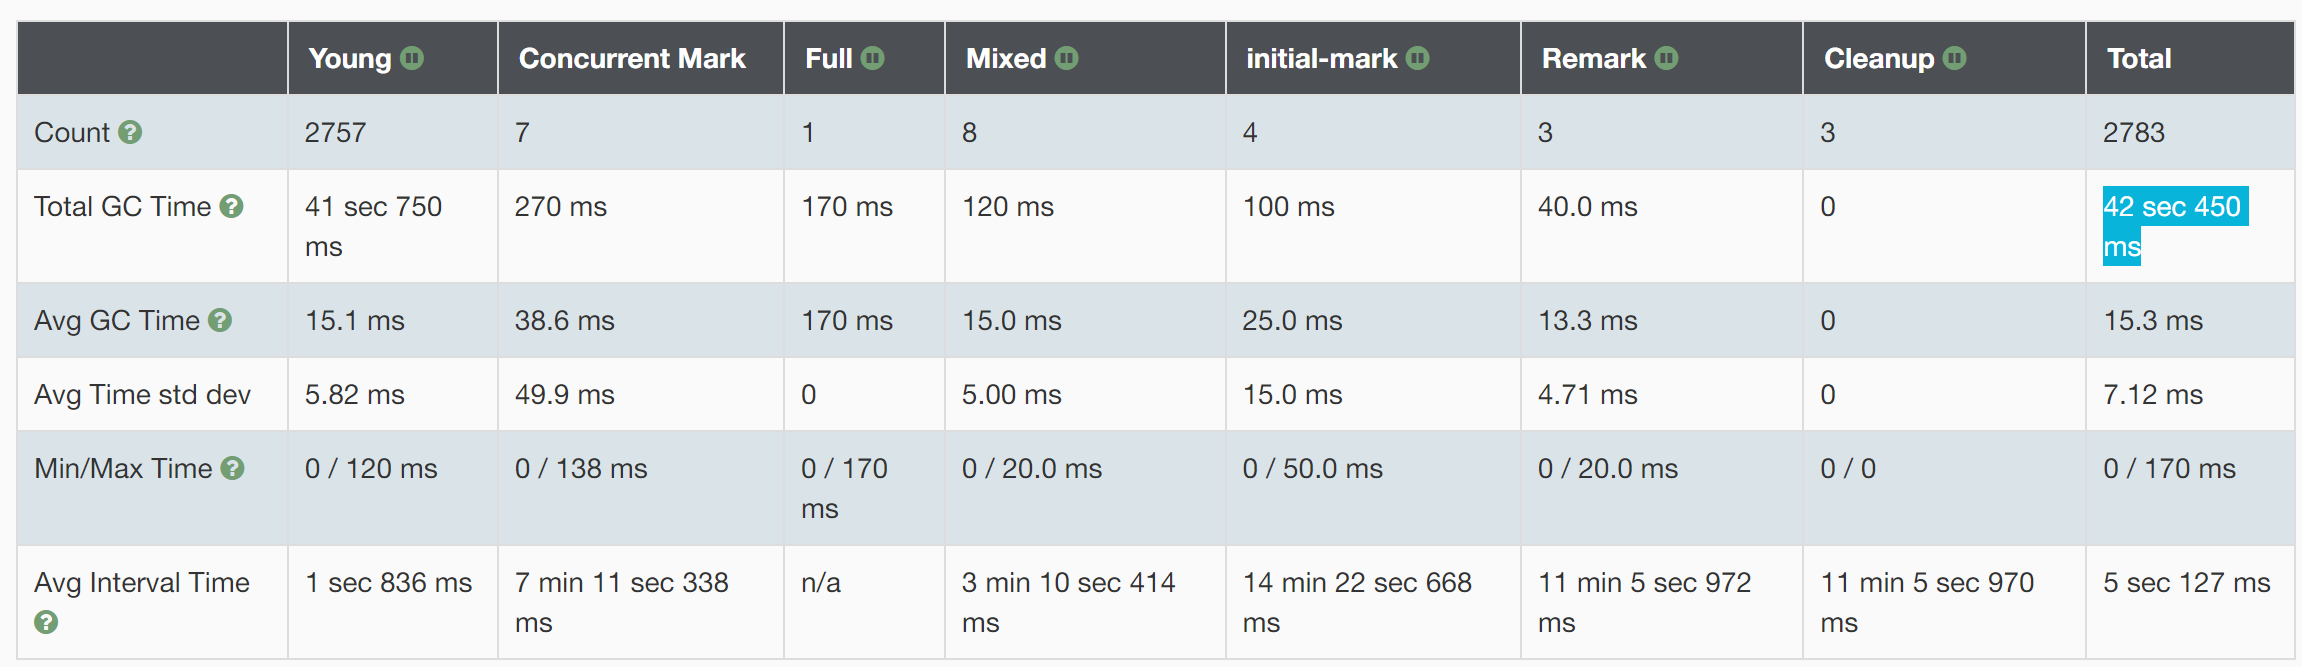 Young Concurrent Mark Full Mixed initial-mark Remark Cleanup Total
Count 2757 7 1 8 4 3 3 2783
Total GC Time 41 sec 750 270 ms 170 ms 120 ms 100 ms 40.0 ms 0 42 sec 450
ms ms
Avg GC Time 15.1 ms 38.6 ms 170 ms 15.0 ms 25.0 ms 13.3 ms 0 15.3 ms
Avg Time std dev 5.82 ms 49.9 ms 0 5.00 ms 15.0 ms 4.71 ms 0 7.12 ms
Min/Max Time 0 / 120 ms 0 / 138 ms 0 / 170 0 / 20.0 ms 0 / 50.0 ms 0 / 20.0 ms 0 / 0 0 / 170 ms
ms
Avg Interval Time 1 sec 836 ms 7 min 11 sec 338 n/a 3 min 10 sec 414 14 min 22 sec 668 11 min 5 sec 972 11 min 5 sec 970 5 sec 127 ms
ms ms ms ms ms